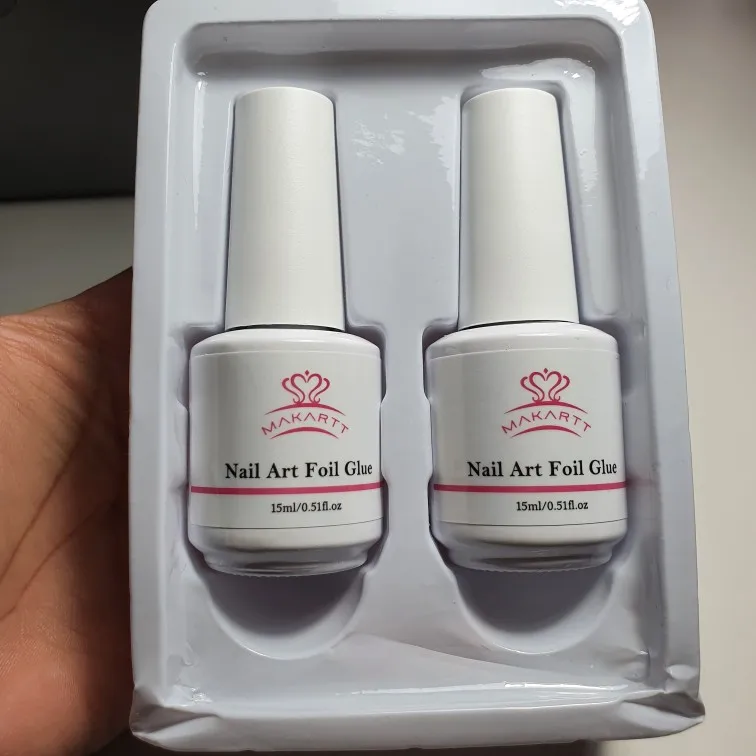 MAKARTT
Nail Art Foil Glue
15ml/0.51fl.oz
MAKARTT
Nail Art Foil Glue
15ml/0.51fl.oz